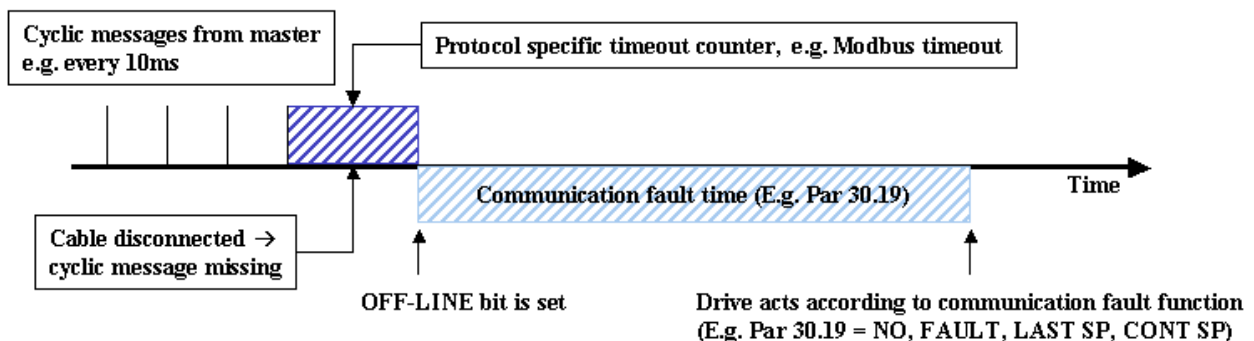 Cyclic messages from master
e.g. every 10ms
Protocol specific timeout counter, e.g. Modbus timeout
Communication fault time (E.g. Par 30.19)
Time
Cable disconnected →
cyclic message missing
OFF-LINE bit is set
Drive acts according to communication fault function
(E.g. Par 30.19 = NO, FAULT, LAST SP, CONT SP)